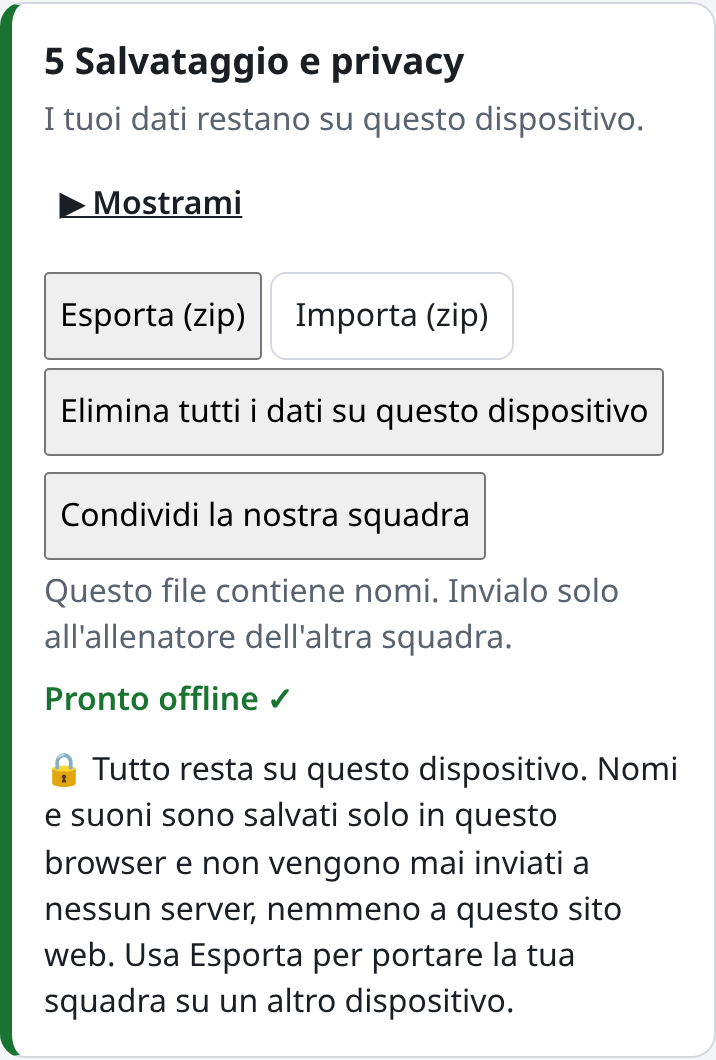 5 Salvataggio e privacy
I tuoi dati restano su questo dispositivo.
▶ Mostrami
Esporta (zip) Importa (zip)
Elimina tutti i dati su questo dispositivo
Condividi la nostra squadra
Questo file contiene nomi. Invialo solo
all'allenatore dell'altra squadra.
Pronto offline ✓
🔒 Tutto resta su questo dispositivo. Nomi
e suoni sono salvati solo in questo
browser e non vengono mai inviati a
nessun server, nemmeno a questo sito
web. Usa Esporta per portare la tua
squadra su un altro dispositivo.